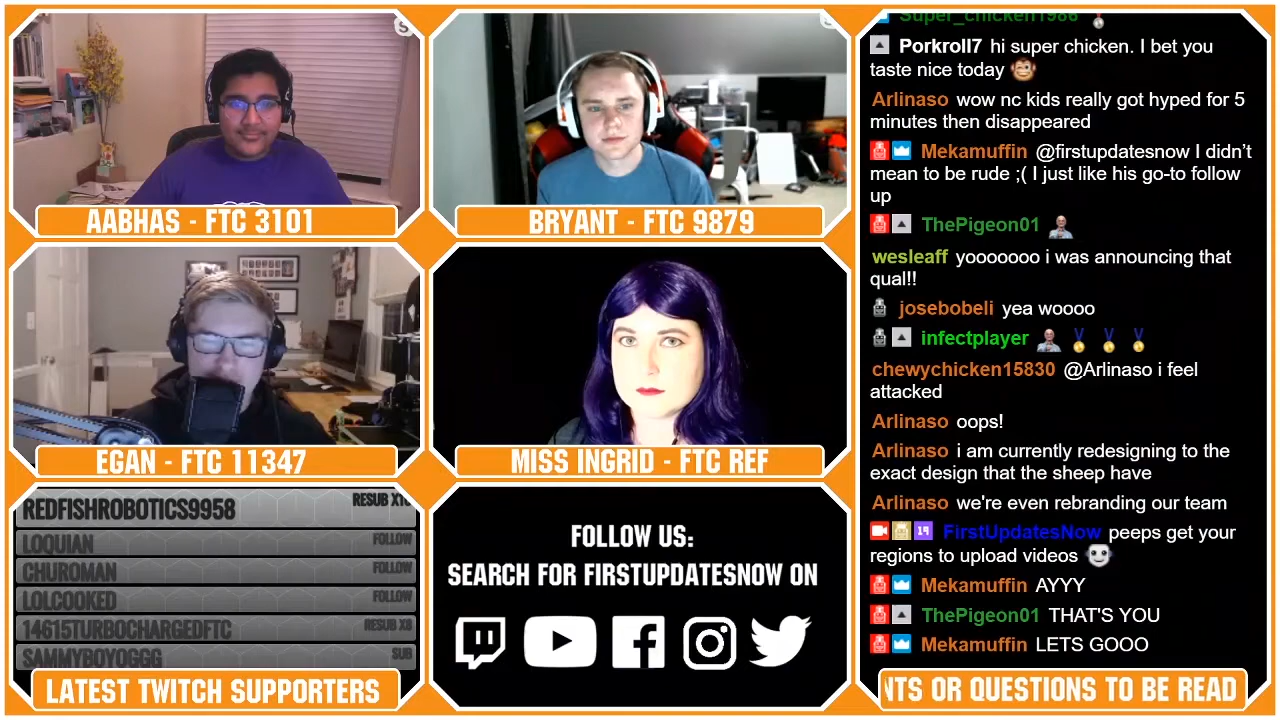 AABHAS - FTC 3101
BRYANT - FTC 9879
EGAN - FTC 11347
MISS INGRID - FTC REF
REDFISHROBOTICS9958
RESUB
LOQUIAN
FOLLOW
CHUROMAN
FOLLOW
LOLCOOKED
FOLLOW
14615TURBOCHARGEDFTC
RESUB X8
SAMMYBOYOGGG
SUB
LATEST TWITCH SUPPORTERS
FOLLOW US:
SEARCH FOR FIRSTUPDATESNOW ON
Super_chicken1986
Porkroll7 hi super chicken. I bet you
taste nice today
Arlinaso wow nc kids really got hyped for 5
minutes then disappeared
Mekamuffin @firstupdatesnow I didn't
mean to be rude ;( I just like his go-to follow
up
ThePigeon01
wesleaff yooooooo i was announcing that
qual!!
josebobeli yea woooo
infectplayer
chewychicken15830 @Arlinaso i feel
attacked
Arlinaso oops!
Arlinaso i am currently redesigning to the
exact design that the sheep have
Arlinaso we're even rebranding our team
FirstUpdatesNow peeps get your
regions to upload videos
Mekamuffin AYYY
ThePigeon01 THAT'S YOU
Mekamuffin LETS GOOO
NTS OR QUESTIONS TO BE READ